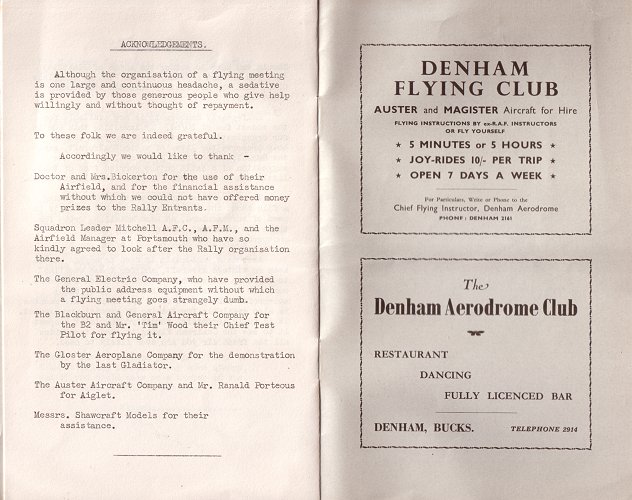 ACKNOWLEDGEMENTS.
Although the organisation of a flying meeting
is one large and continuous headache, a sedative
is provided by those generous people who give help
willingly and without thought of repayment.
To these folk we are indeed grateful.
Accordingly we would like to thank -
Doctor and Mrs.Bickerton for the use of their
Airfield, and for the financial assistance
without which we could not have offered money
prizes to the Rally Entrants.
Squadron Leader Mitchell A.F.C., A.F.M., and the
Airfield Manager at Portsmouth who have so
kindly agreed to look after the Rally organisation
there.
The General Electric Company, who have provided
the public address equipment without which
a flying meeting goes strangely dumb.
The Blackburn and General Aircraft Company for
the B2 and Mr. 'Tim' Wood their Chief Test
Pilot for flying it.
The Gloster Aeroplane Company for the demonstration
by the last Gladiator.
The Auster Aircraft Company and Mr. Ranald Porteous
for Aiglet.
Messrs. Shawcraft Models for their
assistance.
DENHAM
FLYING CLUB
AUSTER and MAGISTER Aircraft for Hire
FLYING INSTRUCTIONS BY ex-R.A.F. INSTRUCTORS
OR FLY YOURSELF
★ 5 MINUTES or 5 HOURS ★
★ JOY-RIDES 10/- PER TRIP ★
★ OPEN 7 DAYS A WEEK ★
For Particulars, Write or Phone to the
Chief Flying Instructor, Denham Aerodrome
PHONE: DENHAM 2161
The
Denham Aerodrome Club
RESTAURANT
DANCING
FULLY LICENCED BAR
DENHAM, BUCKS. TELEPHONE 2914